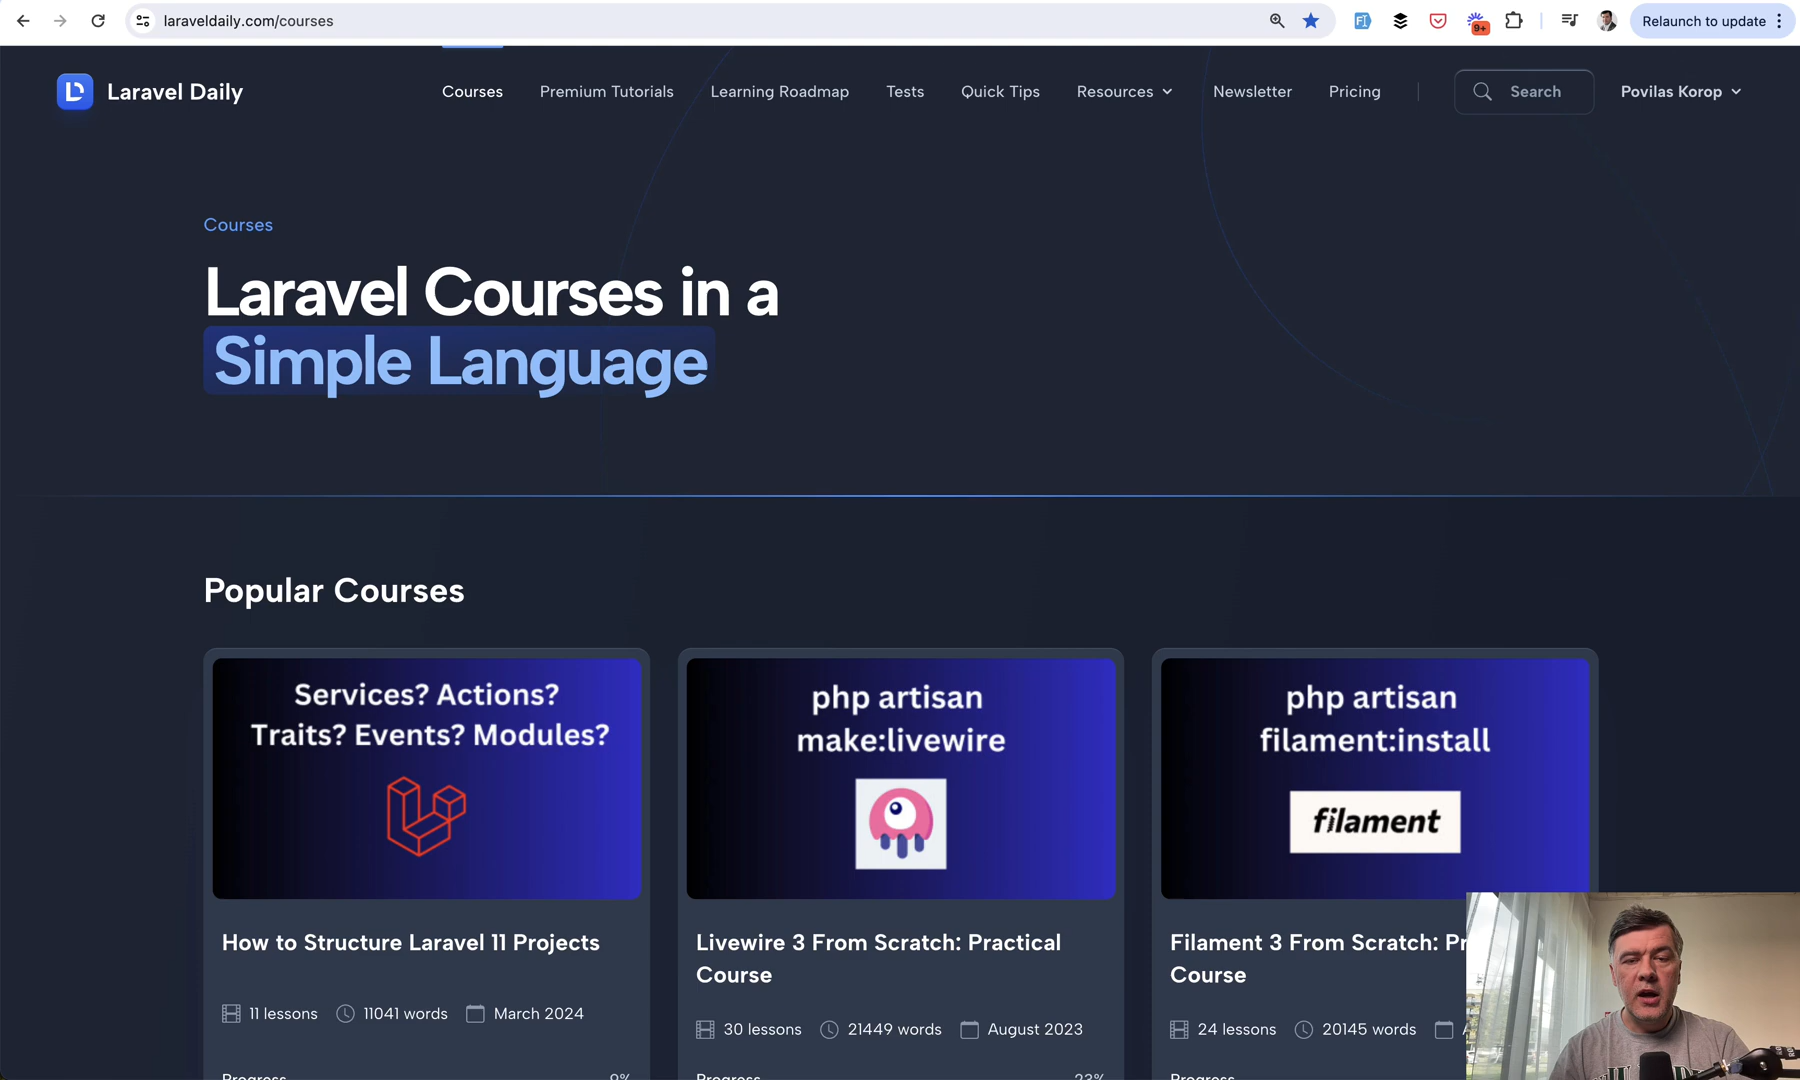 laraveldaily.com/courses
9+
Relaunch to update
Laravel Daily
Courses
Premium Tutorials
Learning Roadmap
Tests
Quick Tips
Resources
Newsletter
Pricing
Search
Povilas Korop
Courses
Laravel Courses in a
Simple Language
Popular Courses
Services? Actions?
Traits? Events? Modules?
How to Structure Laravel 11 Projects
11 lessons
11041 words
March 2024
Progress
9%
php artisan
make:livewire
Livewire 3 From Scratch: Practical
Course
30 lessons
21449 words
August 2023
Progress
23%
php artisan
filament:install
filament
Filament 3 From Scratch:
Course
24 lessons
20145 words
Progress